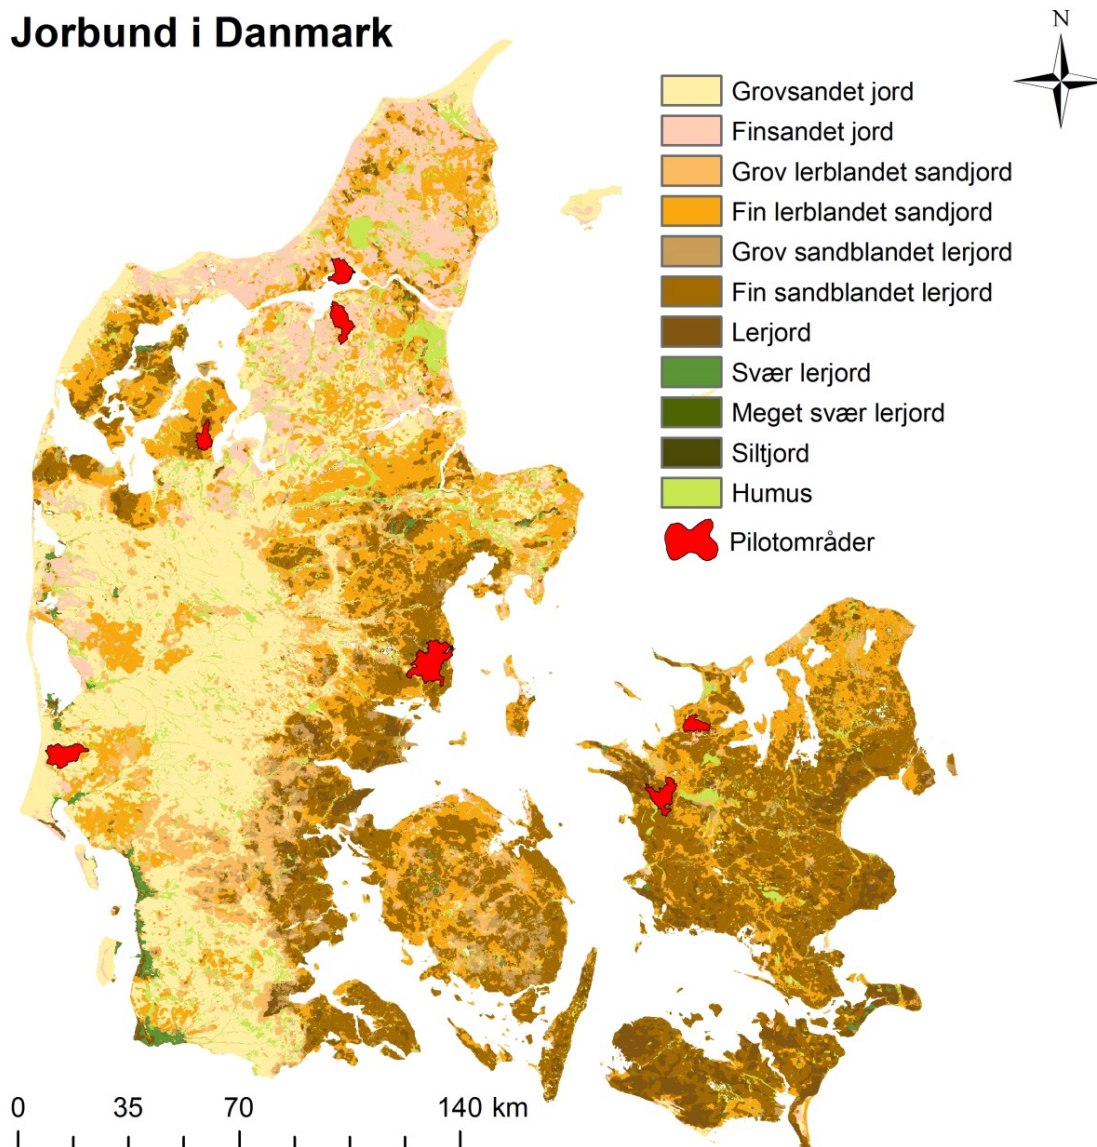 Jorbund i Danmark
N
Grovsandet jord
Finsandet jord
Grov lerblandet sandjord
Fin lerblandet sandjord
Grov sandblandet lerjord
Fin sandblandet lerjord
Lerjord
Svær lerjord
Meget svær lerjord
Siltjord
Humus
Pilotområder
0 35 70 140 km